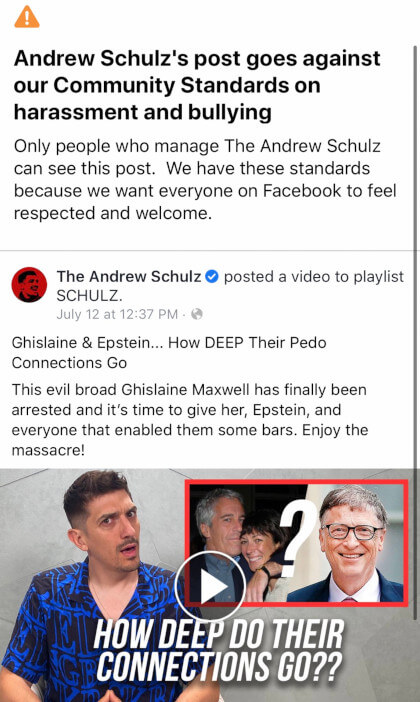 Andrew Schulz's post goes against
our Community Standards on
harassment and bullying
Only people who manage The Andrew Schulz
can see this post.  We have these standards
because we want everyone on Facebook to feel
respected and welcome.
The Andrew Schulz posted a video to playlist
SCHULZ.
July 12 at 12:37 PM ·
Ghislaine & Epstein... How DEEP Their Pedo
Connections Go
This evil broad Ghislaine Maxwell has finally been
arrested and it's time to give her, Epstein, and
everyone that enabled them some bars. Enjoy the
massacre!
?
HOW DEEP DO THEIR
CONNECTIONS GO??